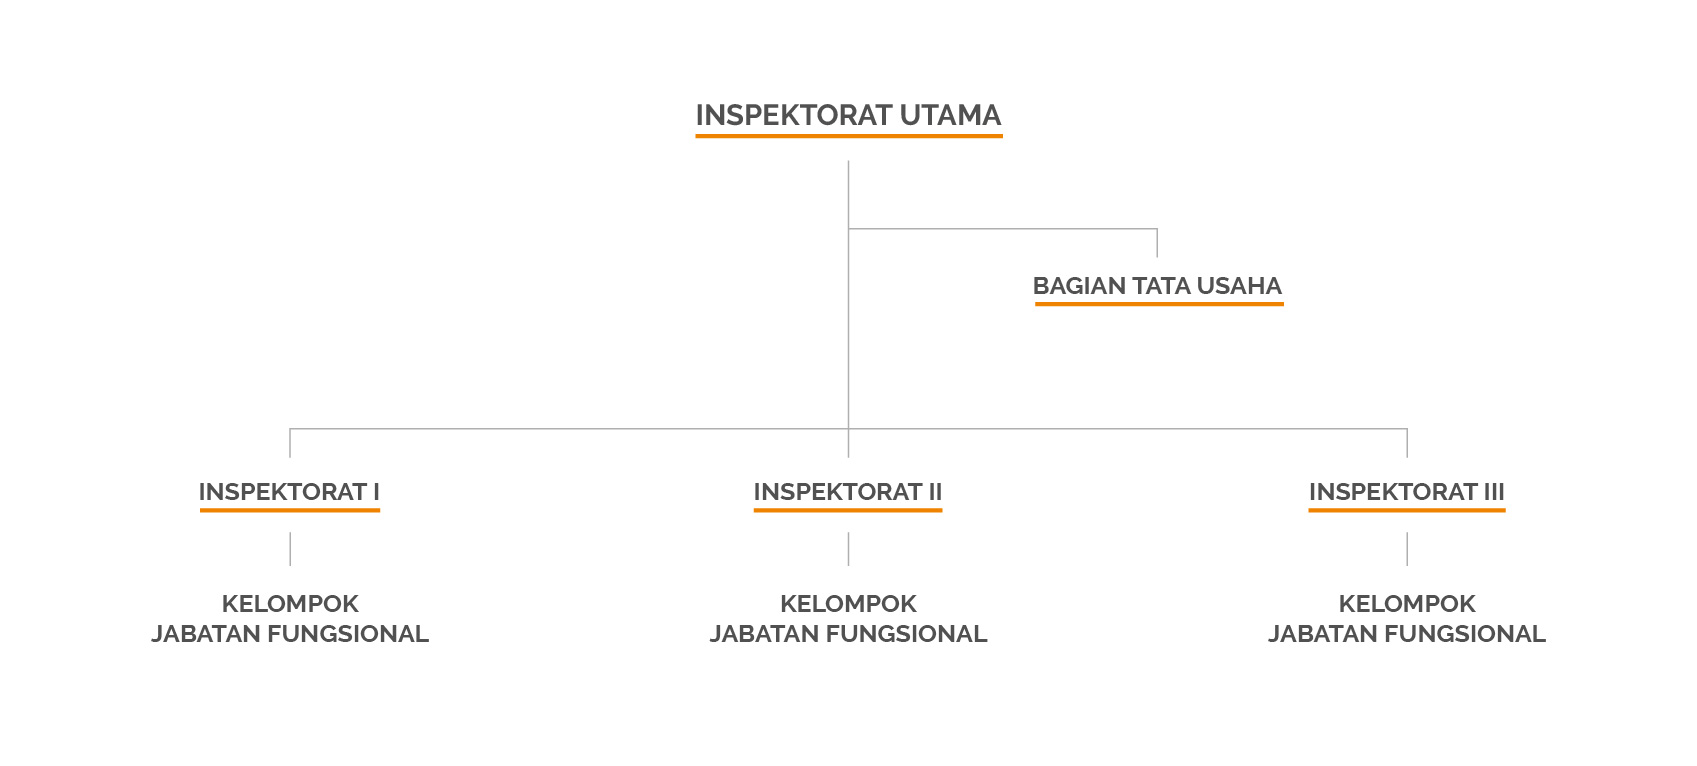 INSPEKTORAT UTAMA
BAGIAN TATA USAHA
INSPEKTORAT I
INSPEKTORAT II
INSPEKTORAT III
KELOMPOK
JABATAN FUNGSIONAL
KELOMPOK
JABATAN FUNGSIONAL
KELOMPOK
JABATAN FUNGSIONAL